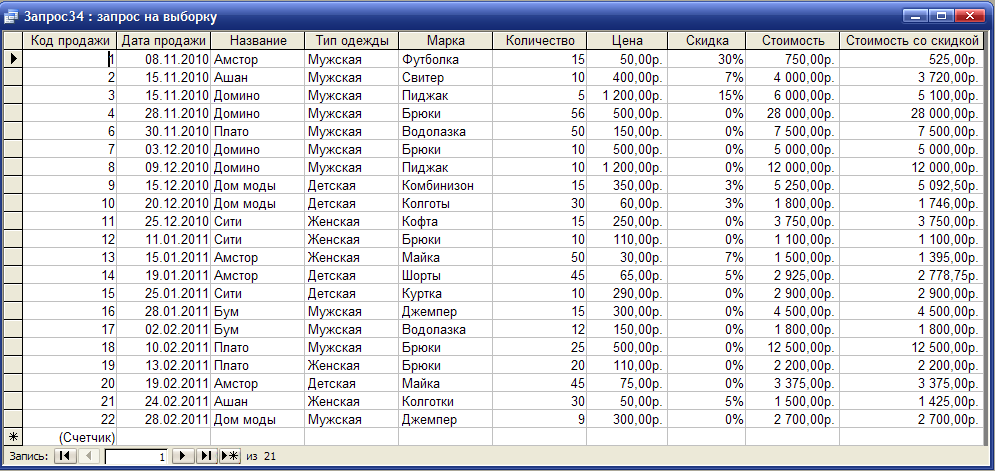 Запрос34 : запрос на выборку
Код продажи Дата продажи Название Тип одежды Марка Количество Цена Скидка Стоимость Стоимость со скидкой
1 08.11.2010 Амстор Мужская Футболка 15 50,00р. 30% 750,00р. 525,00р.
2 15.11.2010 Ашан Мужская Свитер 10 400,00р. 7% 4 000,00р. 3 720,00р.
3 15.11.2010 Домино Мужская Пиджак 5 1 200,00р. 15% 6 000,00р. 5 100,00р.
4 28.11.2010 Домино Мужская Брюки 56 500,00р. 0% 28 000,00р. 28 000,00р.
6 30.11.2010 Плато Мужская Водолазка 50 150,00р. 0% 7 500,00р. 7 500,00р.
7 03.12.2010 Домино Мужская Брюки 10 500,00р. 0% 5 000,00р. 5 000,00р.
8 09.12.2010 Домино Мужская Пиджак 10 1 200,00р. 0% 12 000,00р. 12 000,00р.
9 15.12.2010 Дом моды Детская Комбинизон 15 350,00р. 3% 5 250,00р. 5 092,50р.
10 20.12.2010 Дом моды Детская Колготы 30 60,00р. 3% 1 800,00р. 1 746,00р.
11 25.12.2010 Сити Женская Кофта 15 250,00р. 0% 3 750,00р. 3 750,00р.
12 11.01.2011 Сити Женская Брюки 10 110,00р. 0% 1 100,00р. 1 100,00р.
13 15.01.2011 Амстор Женская Майка 50 30,00р. 7% 1 500,00р. 1 395,00р.
14 19.01.2011 Амстор Детская Шорты 45 65,00р. 5% 2 925,00р. 2 778,75р.
15 25.01.2011 Сити Детская Куртка 10 290,00р. 0% 2 900,00р. 2 900,00р.
16 28.01.2011 Бум Мужская Джемпер 15 300,00р. 0% 4 500,00р. 4 500,00р.
17 02.02.2011 Бум Мужская Водолазка 12 150,00р. 0% 1 800,00р. 1 800,00р.
18 10.02.2011 Плато Мужская Брюки 25 500,00р. 0% 12 500,00р. 12 500,00р.
19 13.02.2011 Плато Женская Брюки 20 110,00р. 0% 2 200,00р. 2 200,00р.
20 19.02.2011 Амстор Детская Майка 45 75,00р. 0% 3 375,00р. 3 375,00р.
21 24.02.2011 Ашан Женская Колготки 30 50,00р. 5% 1 500,00р. 1 425,00р.
22 28.02.2011 Дом моды Мужская Джемпер 9 300,00р. 0% 2 700,00р. 2 700,00р.
(Счетчик)
Запись: 1 из 21